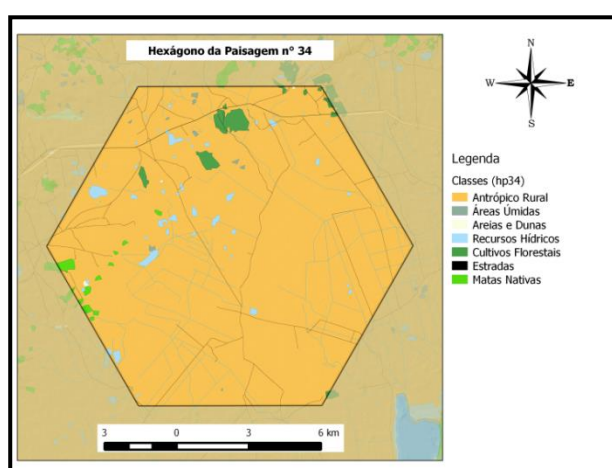 Hexágono da Paisagem n° 34
N
W
E
S
Legenda
Classes (hp34)
Antrópico Rural
Áreas Úmidas
Areias e Dunas
Recursos Hídricos
Cultivos Florestais
Estradas
Matas Nativas
3 0 3 6 km